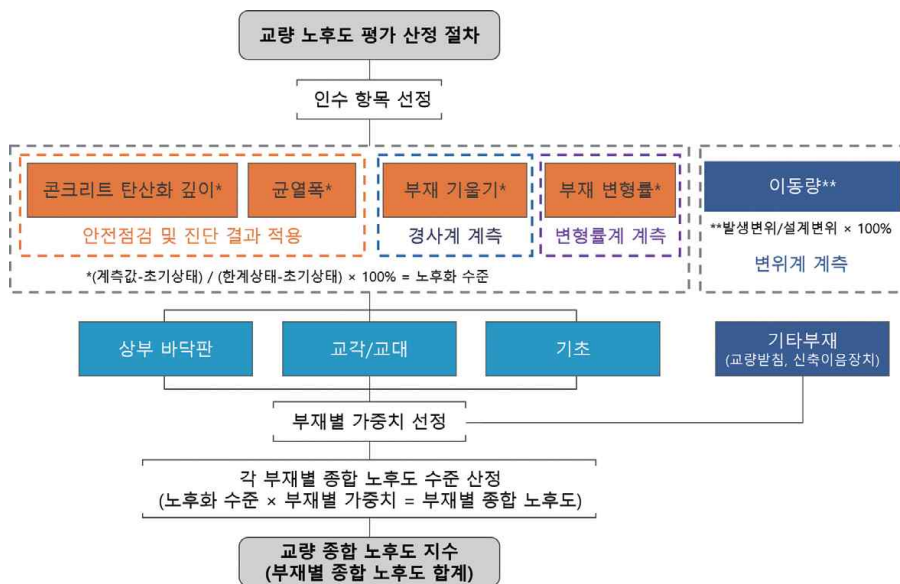 교량 노후도 평가 산정 절차
인수 항목 선정
콘크리트 탄산화 깊이*
균열폭*
안전점검 및 진단 결과 적용
부재 기울기*
경사계 계측
부재 변형률*
변형률계 계측
*(계측값-초기상태) / (한계상태-초기상태) × 100% = 노후화 수준
이동량**
**발생변위/설계변위 × 100%
변위계 계측
상부 바닥판
교각/교대
기초
기타부재
(교량받침, 신축이음장치)
부재별 가중치 선정
각 부재별 종합 노후도 수준 산정
(노후화 수준 × 부재별 가중치 = 부재별 종합 노후도)
교량 종합 노후도 지수
(부재별 종합 노후도 합계)